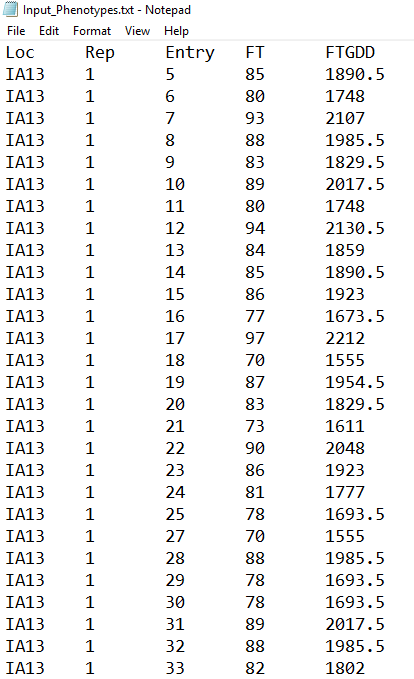 Input_Phenotypes.txt - Notepad
File Edit Format View Help
Loc Rep Entry FT FTGDD
IA13 1 5 85 1890.5
IA13 1 6 80 1748
IA13 1 7 93 2107
IA13 1 8 88 1985.5
IA13 1 9 83 1829.5
IA13 1 10 89 2017.5
IA13 1 11 80 1748
IA13 1 12 94 2130.5
IA13 1 13 84 1859
IA13 1 14 85 1890.5
IA13 1 15 86 1923
IA13 1 16 77 1673.5
IA13 1 17 97 2212
IA13 1 18 70 1555
IA13 1 19 87 1954.5
IA13 1 20 83 1829.5
IA13 1 21 73 1611
IA13 1 22 90 2048
IA13 1 23 86 1923
IA13 1 24 81 1777
IA13 1 25 78 1693.5
IA13 1 27 70 1555
IA13 1 28 88 1985.5
IA13 1 29 78 1693.5
IA13 1 30 78 1693.5
IA13 1 31 89 2017.5
IA13 1 32 88 1985.5
IA13 1 33 82 1802